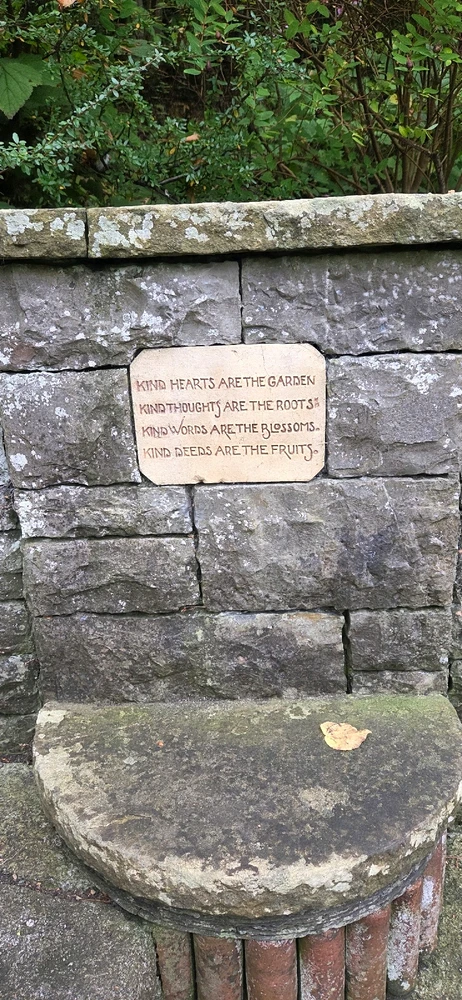 KIND HEARTS ARE THE GARDEN
KIND THOUGHTS ARE THE ROOTS
KIND WORDS ARE THE BLOSSOMS.
KIND DEEDS ARE THE FRUITS.